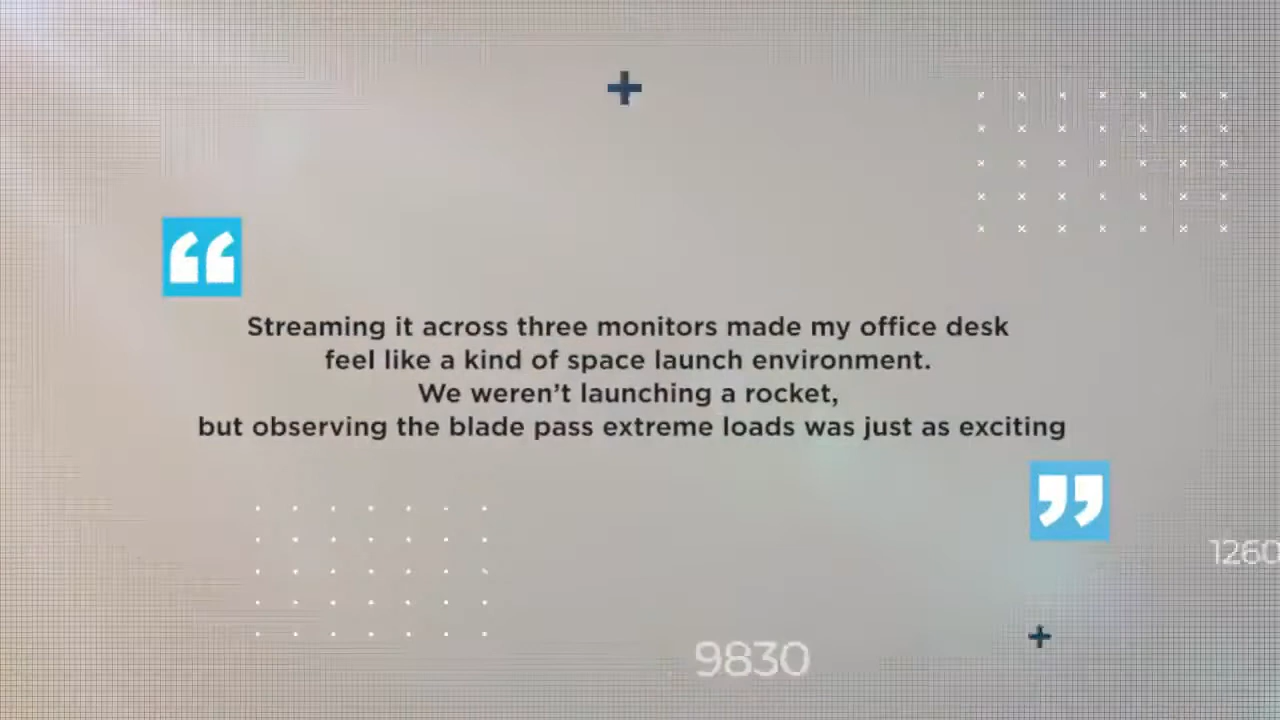 “
Streaming it across three monitors made my office desk
feel like a kind of space launch environment.
We weren’t launching a rocket,
but observing the blade pass extreme loads was just as exciting
”
1260
9830